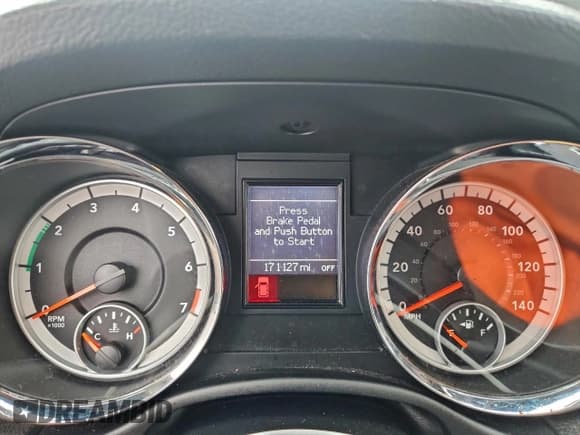 Press
Brake Pedal
and Push Button
to Start
171127 mi OFF
0 1 2 3 4 5 6 7
RPM
x1000
C H
0 20 40 60 80 100 120 140
MPH
E F
DREAMBID